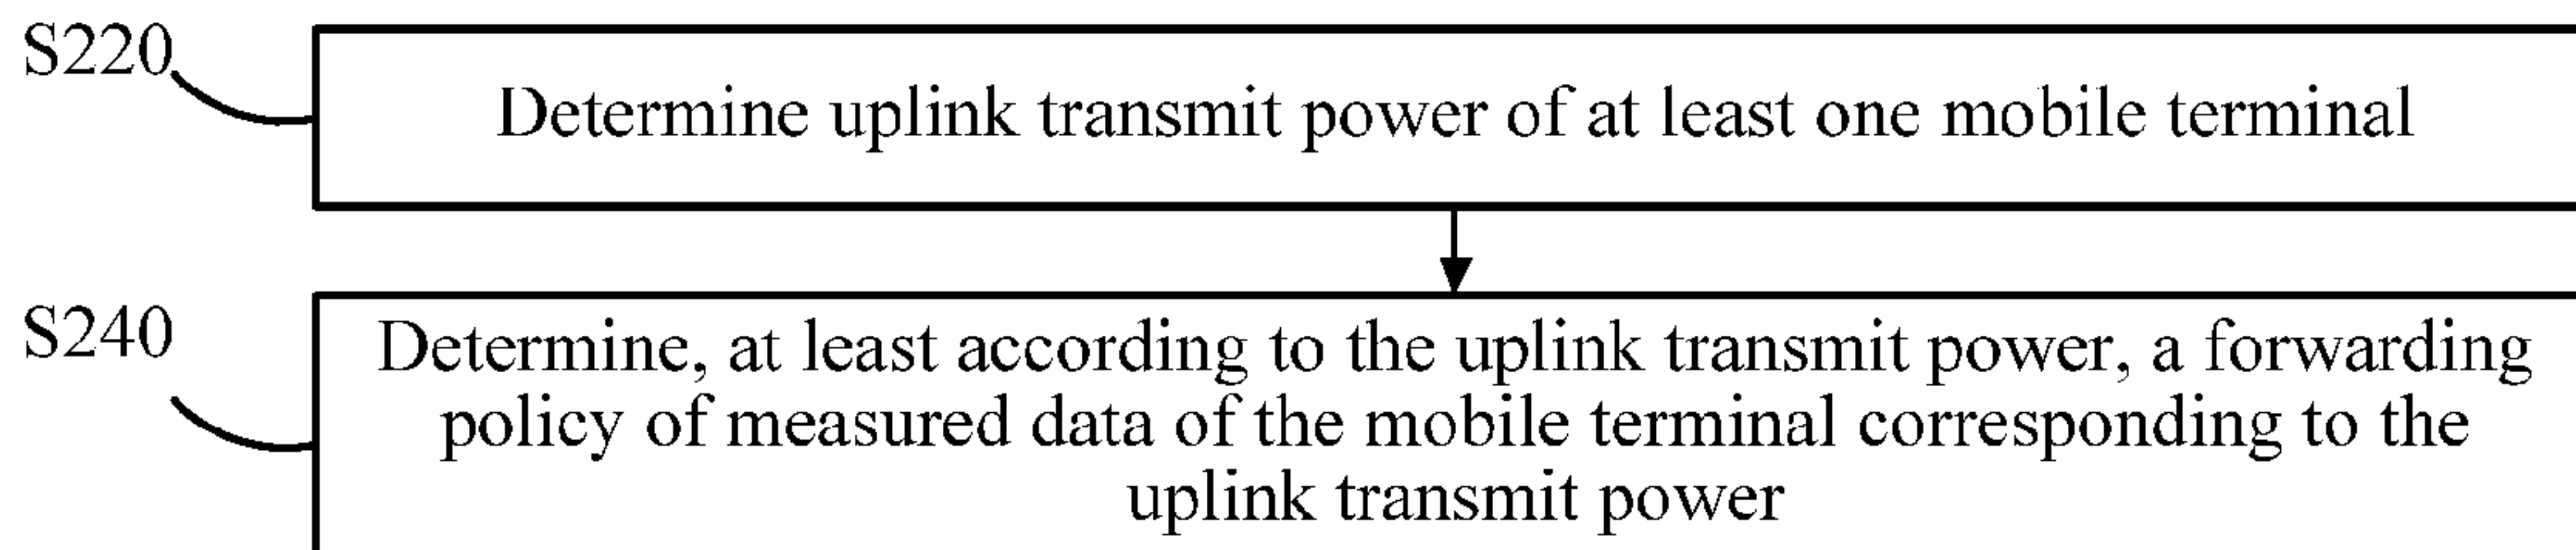 S220
Determine uplink transmit power of at least one mobile terminal
S240
Determine, at least according to the uplink transmit power, a forwarding
policy of measured data of the mobile terminal corresponding to the
uplink transmit power